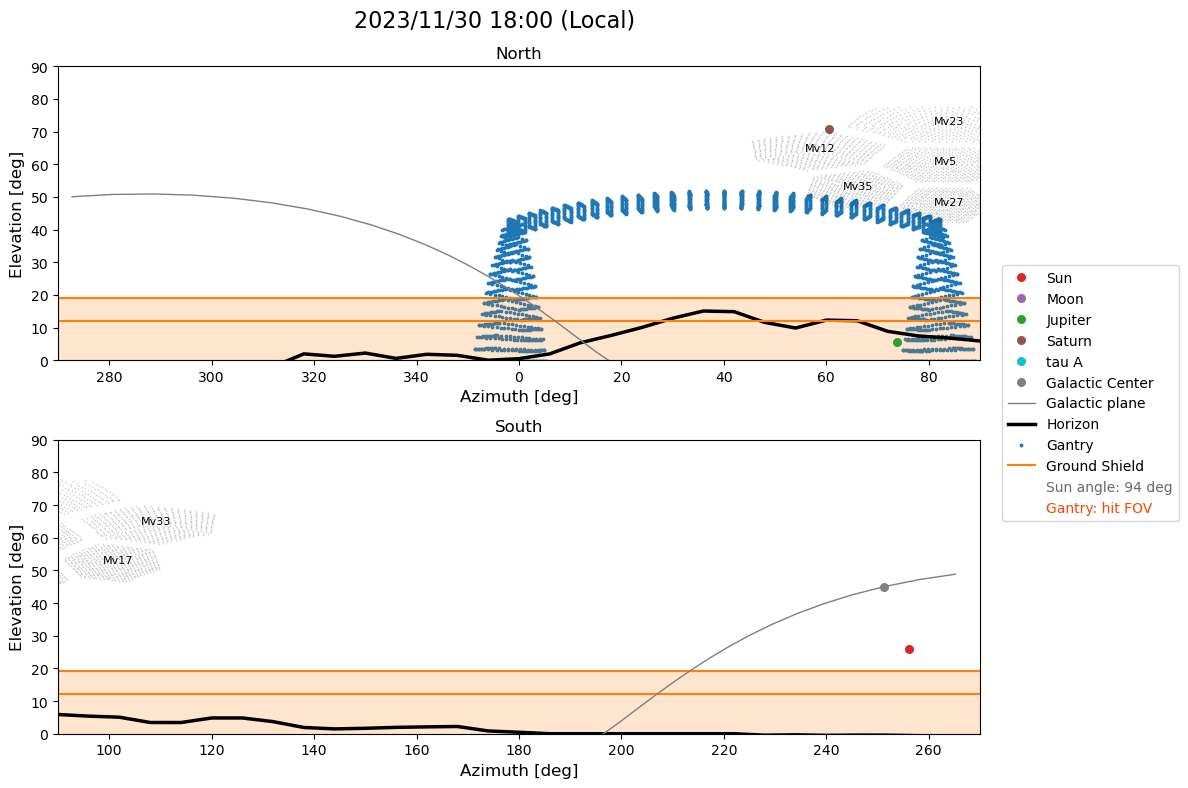 2023/11/30 18:00 (Local)
North
90
80
70
60
50
40
30
20
10
0
Elevation [deg]
Mv23
Mv12
Mv5
Mv35
Mv27
280 300 320 340 0 20 40 60 80
Azimuth [deg]
South
90
80
70
60
50
40
30
20
10
0
Elevation [deg]
Mv33
Mv17
100 120 140 160 180 200 220 240 260
Azimuth [deg]
Sun
Moon
Jupiter
Saturn
tau A
Galactic Center
Galactic plane
Horizon
Gantry
Ground Shield
Sun angle: 94 deg
Gantry: hit FOV